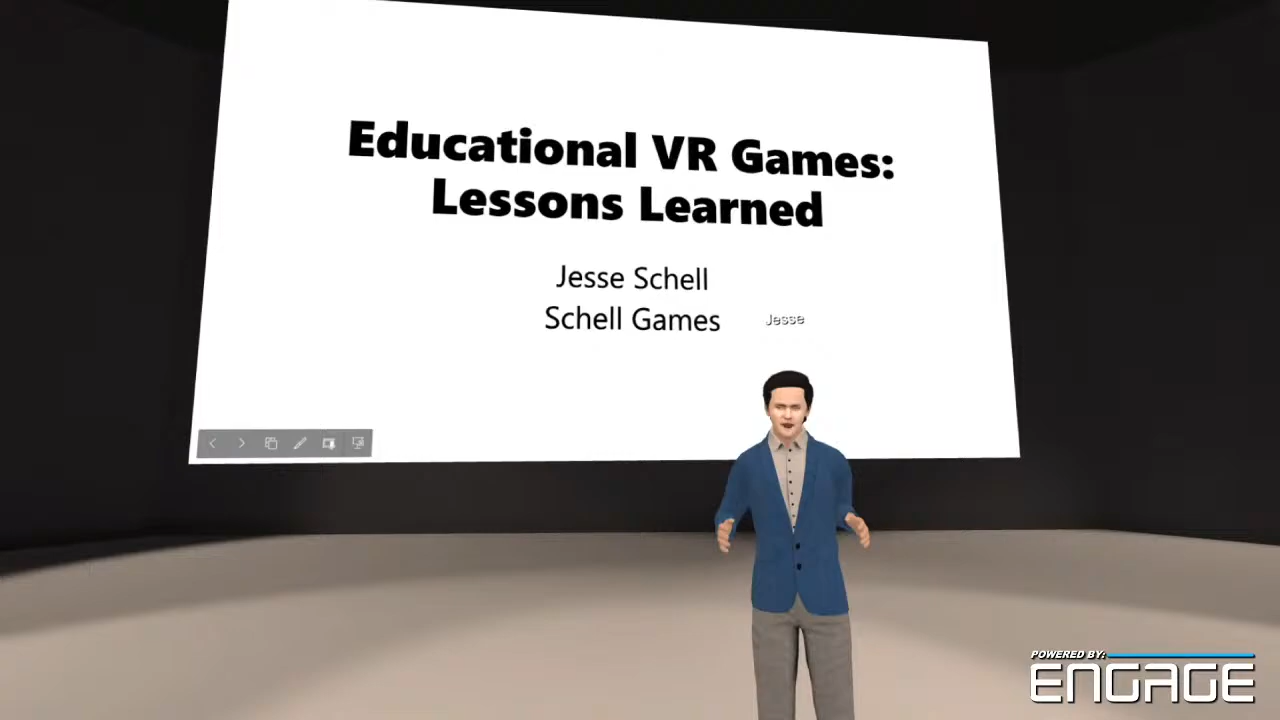 Educational VR Games:
Lessons Learned
Jesse Schell
Schell Games
Jesse
POWERED BY:
ENGAGE